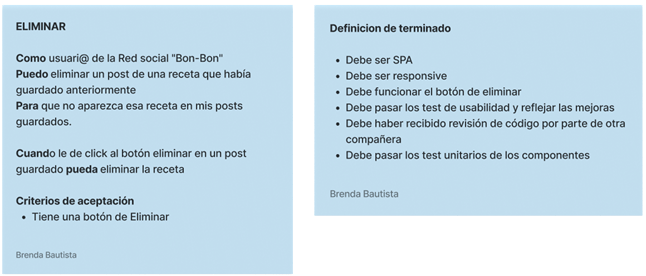 ELIMINAR
Como usuari@ de la Red social "Bon-Bon"
Puedo eliminar un post de una receta que había
guardado anteriormente
Para que no aparezca esa receta en mis posts
guardados.
Cuando le de click al botón eliminar en un post
guardado pueda eliminar la receta
Criterios de aceptación
• Tiene una botón de Eliminar
Brenda Bautista
Definicion de terminado
• Debe ser SPA
• Debe ser responsive
• Debe funcionar el botón de eliminar
• Debe pasar los test de usabilidad y reflejar las mejoras
• Debe haber recibido revisión de código por parte de otra
compañera
• Debe pasar los test unitarios de los componentes
Brenda Bautista